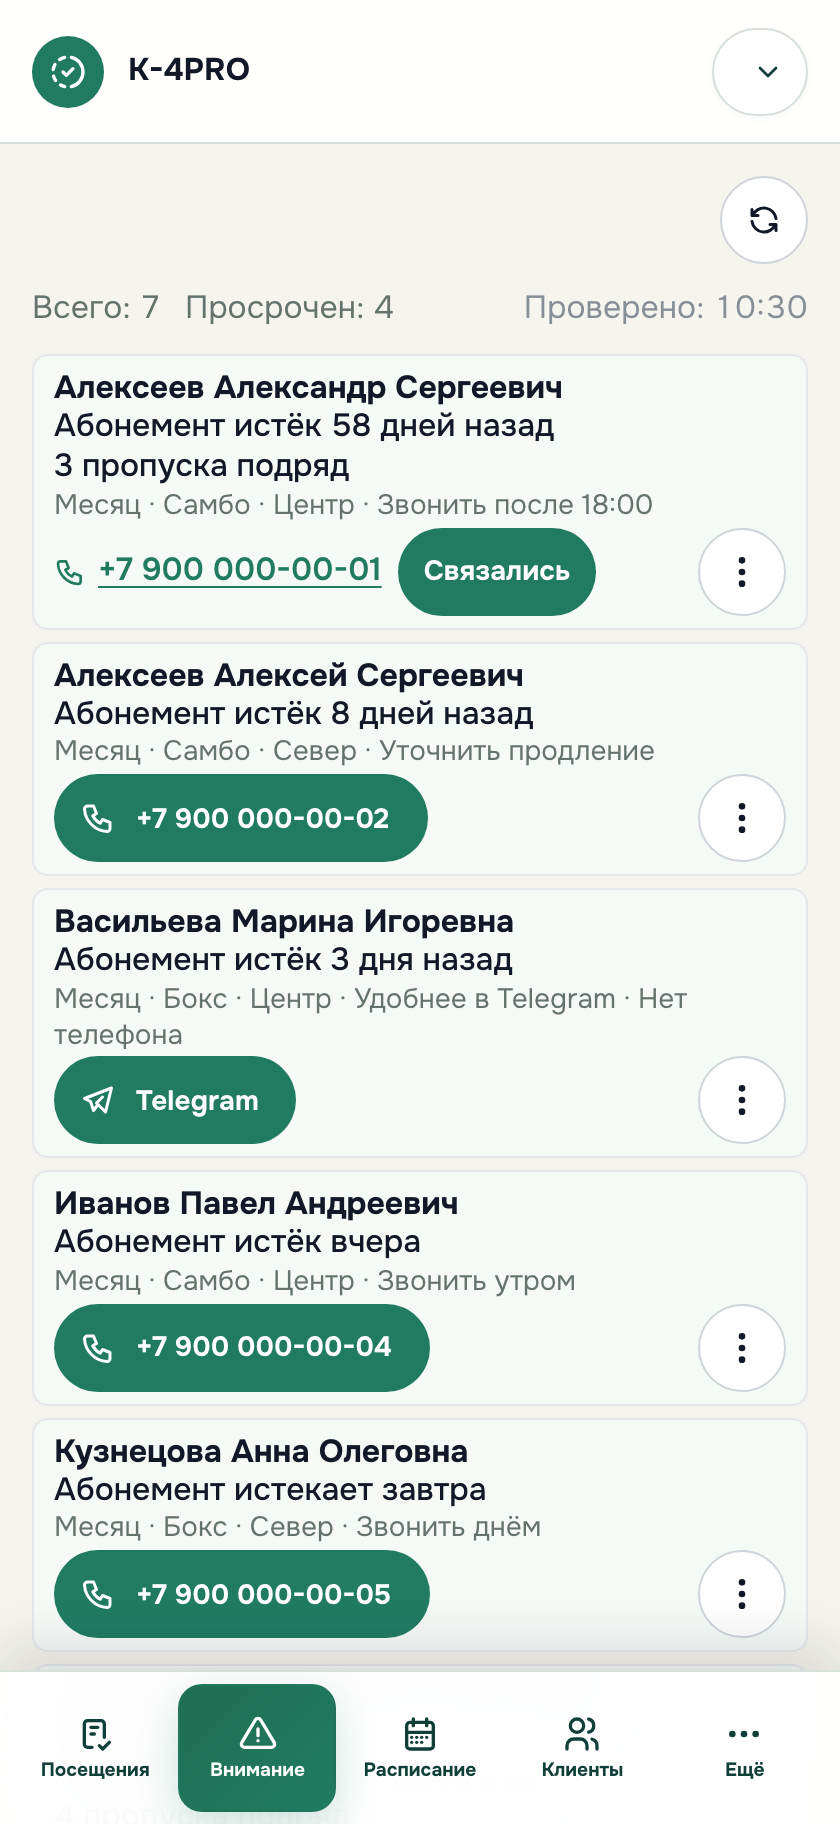 K-4PRO
Всего: 7 Просрочен: 4 Проверено: 10:30
Алексеев Александр Сергеевич
Абонемент истёк 58 дней назад
3 пропуска подряд
Месяц · Самбо · Центр · Звонить после 18:00
+7 900 000-00-01 Связались
Алексеев Алексей Сергеевич
Абонемент истёк 8 дней назад
Месяц · Самбо · Север · Уточнить продление
+7 900 000-00-02
Васильева Марина Игоревна
Абонемент истёк 3 дня назад
Месяц · Бокс · Центр · Удобнее в Telegram · Нет
телефона
Telegram
Иванов Павел Андреевич
Абонемент истёк вчера
Месяц · Самбо · Центр · Звонить утром
+7 900 000-00-04
Кузнецова Анна Олеговна
Абонемент истекает завтра
Месяц · Бокс · Север · Звонить днём
+7 900 000-00-05
Посещения Внимание Расписание Клиенты Ещё
4 пропуска подряд